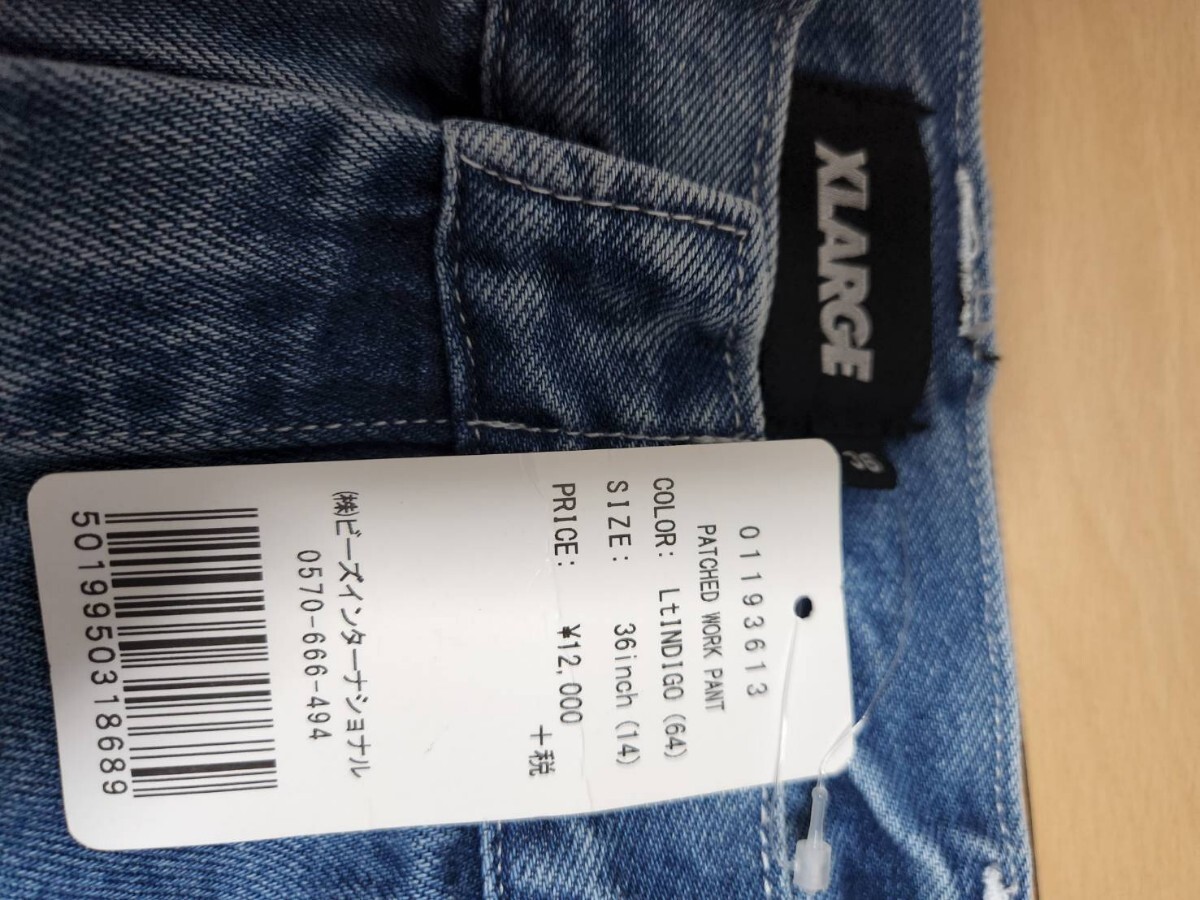 XLARGE
36
01193613
PATCHED WORK PANT
COLOR: LtINDIGO (64)
SIZE: 36inch (14)
PRICE: ¥12,000
+税
㈱ビーズインターナショナル
0570-666-494
5019950318689